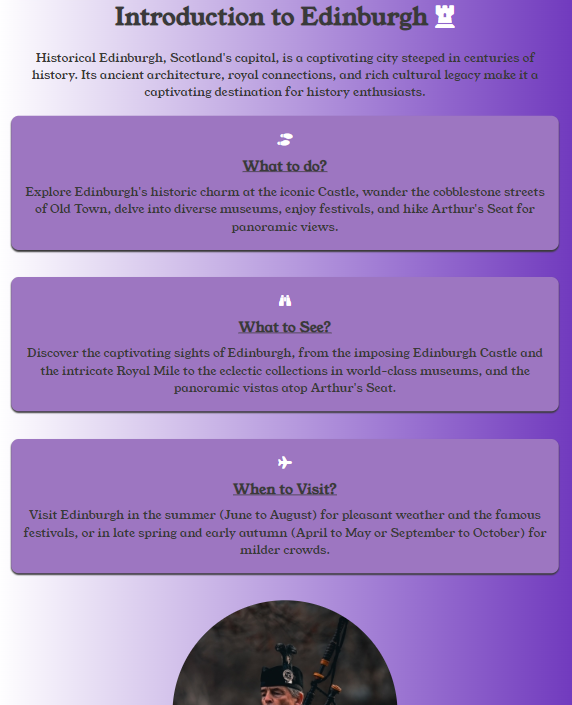 Introduction to Edinburgh
Historical Edinburgh, Scotland's capital, is a captivating city steeped in centuries of
history. Its ancient architecture, royal connections, and rich cultural legacy make it a
captivating destination for history enthusiasts.
What to do?
Explore Edinburgh's historic charm at the iconic Castle, wander the cobblestone streets
of Old Town, delve into diverse museums, enjoy festivals, and hike Arthur's Seat for
panoramic views.
What to See?
Discover the captivating sights of Edinburgh, from the imposing Edinburgh Castle and
the intricate Royal Mile to the eclectic collections in world-class museums, and the
panoramic vistas atop Arthur's Seat.
When to Visit?
Visit Edinburgh in the summer (June to August) for pleasant weather and the famous
festivals, or in late spring and early autumn (April to May or September to October) for
milder crowds.